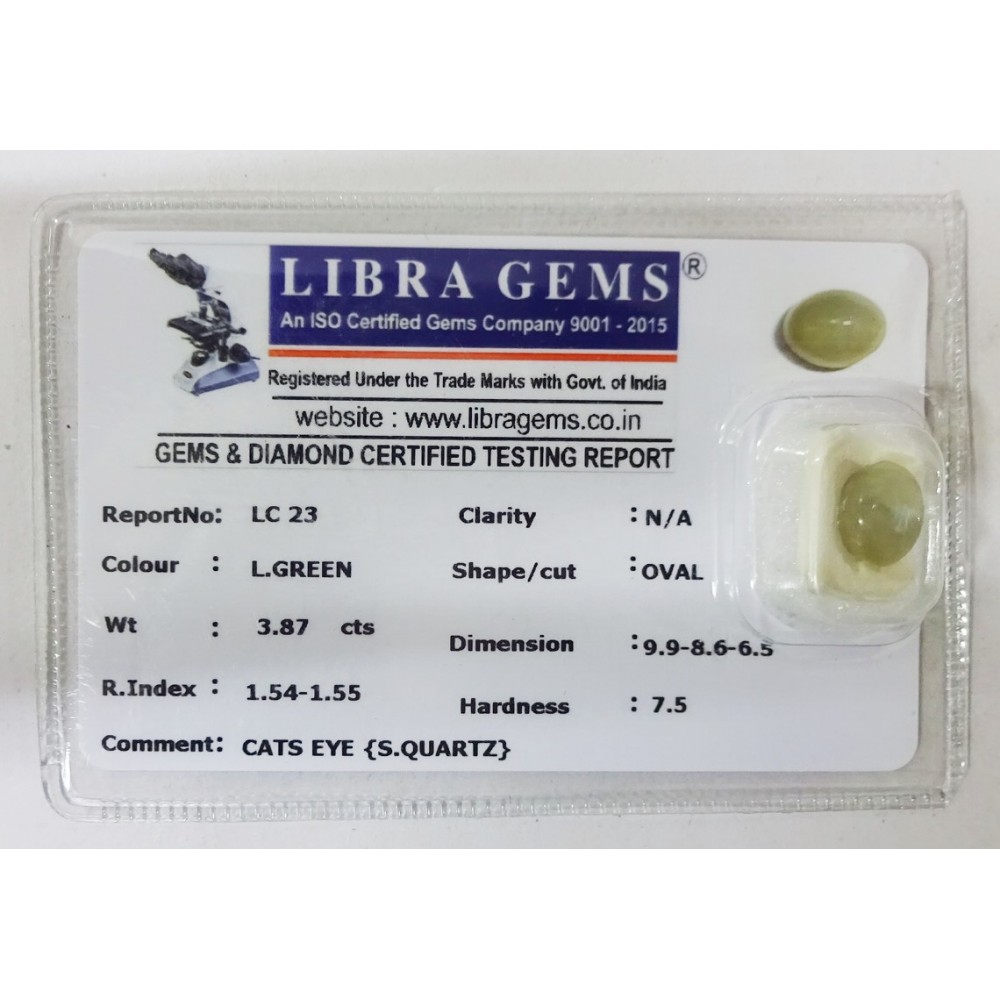 LIBRA GEMS®
An ISO Certified Gems Company 9001 - 2015
Registered Under the Trade Marks with Govt. of India
website : www.libragems.co.in
GEMS & DIAMOND CERTIFIED TESTING REPORT
ReportNo: LC 23 Clarity : N/A
Colour : L.GREEN Shape/cut : OVAL
Wt : 3.87 cts Dimension : 9.9-8.6-6.5
R.Index : 1.54-1.55 Hardness : 7.5
Comment: CATS EYE {S.QUARTZ}